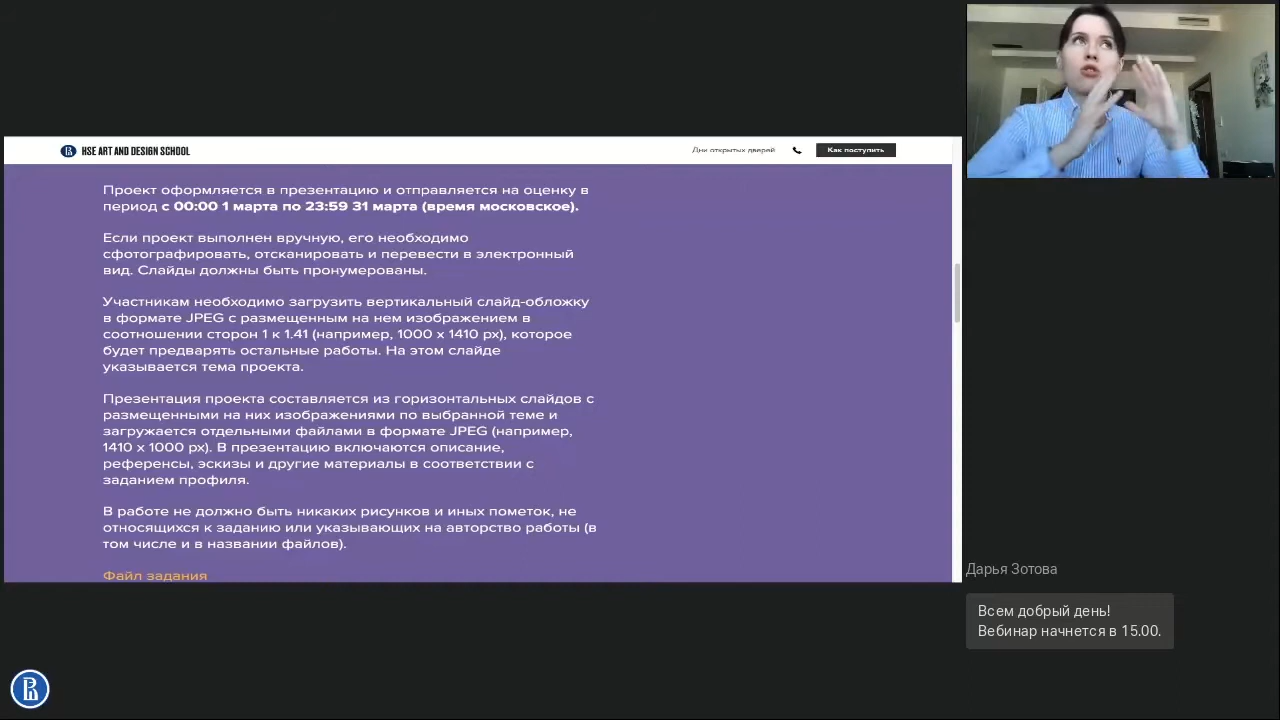 HSE ART AND DESIGN SCHOOL
Дни открытых дверей
Как поступить
Проект оформляется в презентацию и отправляется на оценку в
период с 00:00 1 марта по 23:59 31 марта (время московское).
Если проект выполнен вручную, его необходимо
сфотографировать, отсканировать и перевести в электронный
вид. Слайды должны быть пронумерованы.
Участникам необходимо загрузить вертикальный слайд-обложку
в формате JPEG с размещенным на нем изображением в
соотношении сторон 1 к 1.41 (например, 1000 х 1410 px), которое
будет предварять остальные работы. На этом слайде
указывается тема проекта.
Презентация проекта составляется из горизонтальных слайдов с
размещенными на них изображениями по выбранной теме и
загружается отдельными файлами в формате JPEG (например,
1410 х 1000 px). В презентацию включаются описание,
референсы, эскизы и другие материалы в соответствии с
заданием профиля.
В работе не должно быть никаких рисунков и иных пометок, не
относящихся к заданию или указывающих на авторство работы (в
том числе и в названии файлов).
Файл задания
Дарья Зотова
Всем добрый день!
Вебинар начнется в 15.00.